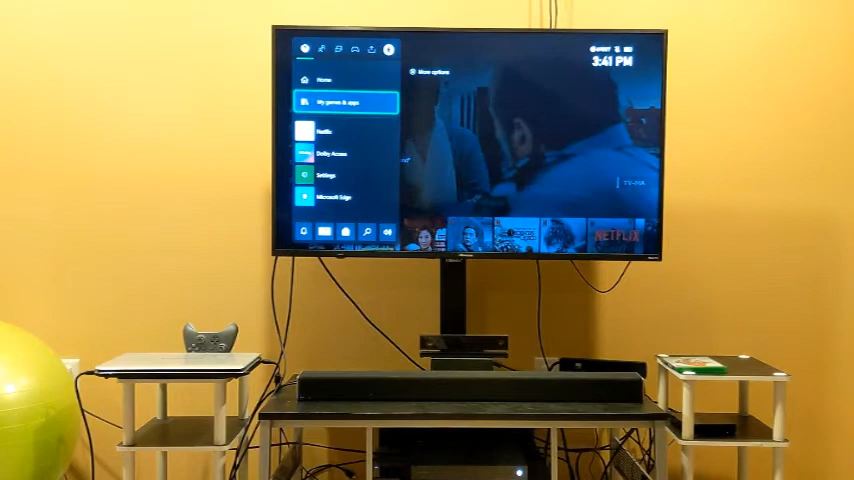 3:41 PM
Home
More options
My games & apps
Netflix
Dolby Access
Settings
TV-MA
Microsoft Edge
NETFLIX